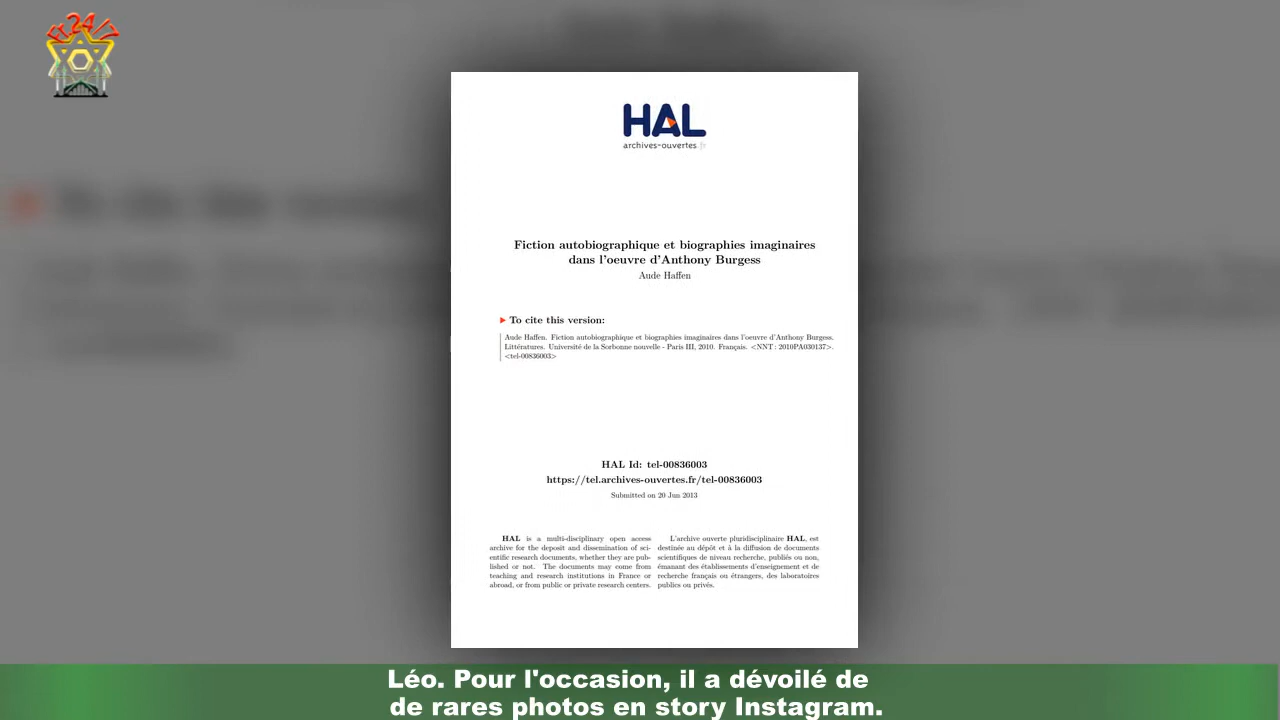 Fr24/7
HAL
archives-ouvertes.fr
Fiction autobiographique et biographies imaginaires
dans l'oeuvre d'Anthony Burgess
Aude Haffen
To cite this version:
Aude Haffen. Fiction autobiographique et biographies imaginaires dans l'oeuvre d'Anthony Burgess.
Littératures. Université de la Sorbonne nouvelle - Paris III, 2010. Français. <NNT : 2010PA030137>.
<tel-00836003>
HAL Id: tel-00836003
https://tel.archives-ouvertes.fr/tel-00836003
Submitted on 20 Jun 2013
HAL is a multi-disciplinary open access
archive for the deposit and dissemination of sci-
entific research documents, whether they are pub-
lished or not. The documents may come from
teaching and research institutions in France or
abroad, or from public or private research centers.
L'archive ouverte pluridisciplinaire HAL, est
destinée au dépôt et à la diffusion de documents
scientifiques de niveau recherche, publiés ou non,
émanant des établissements d'enseignement et de
recherche français ou étrangers, des laboratoires
publics ou privés.
Léo. Pour l'occasion, il a dévoilé de
de rares photos en story Instagram.